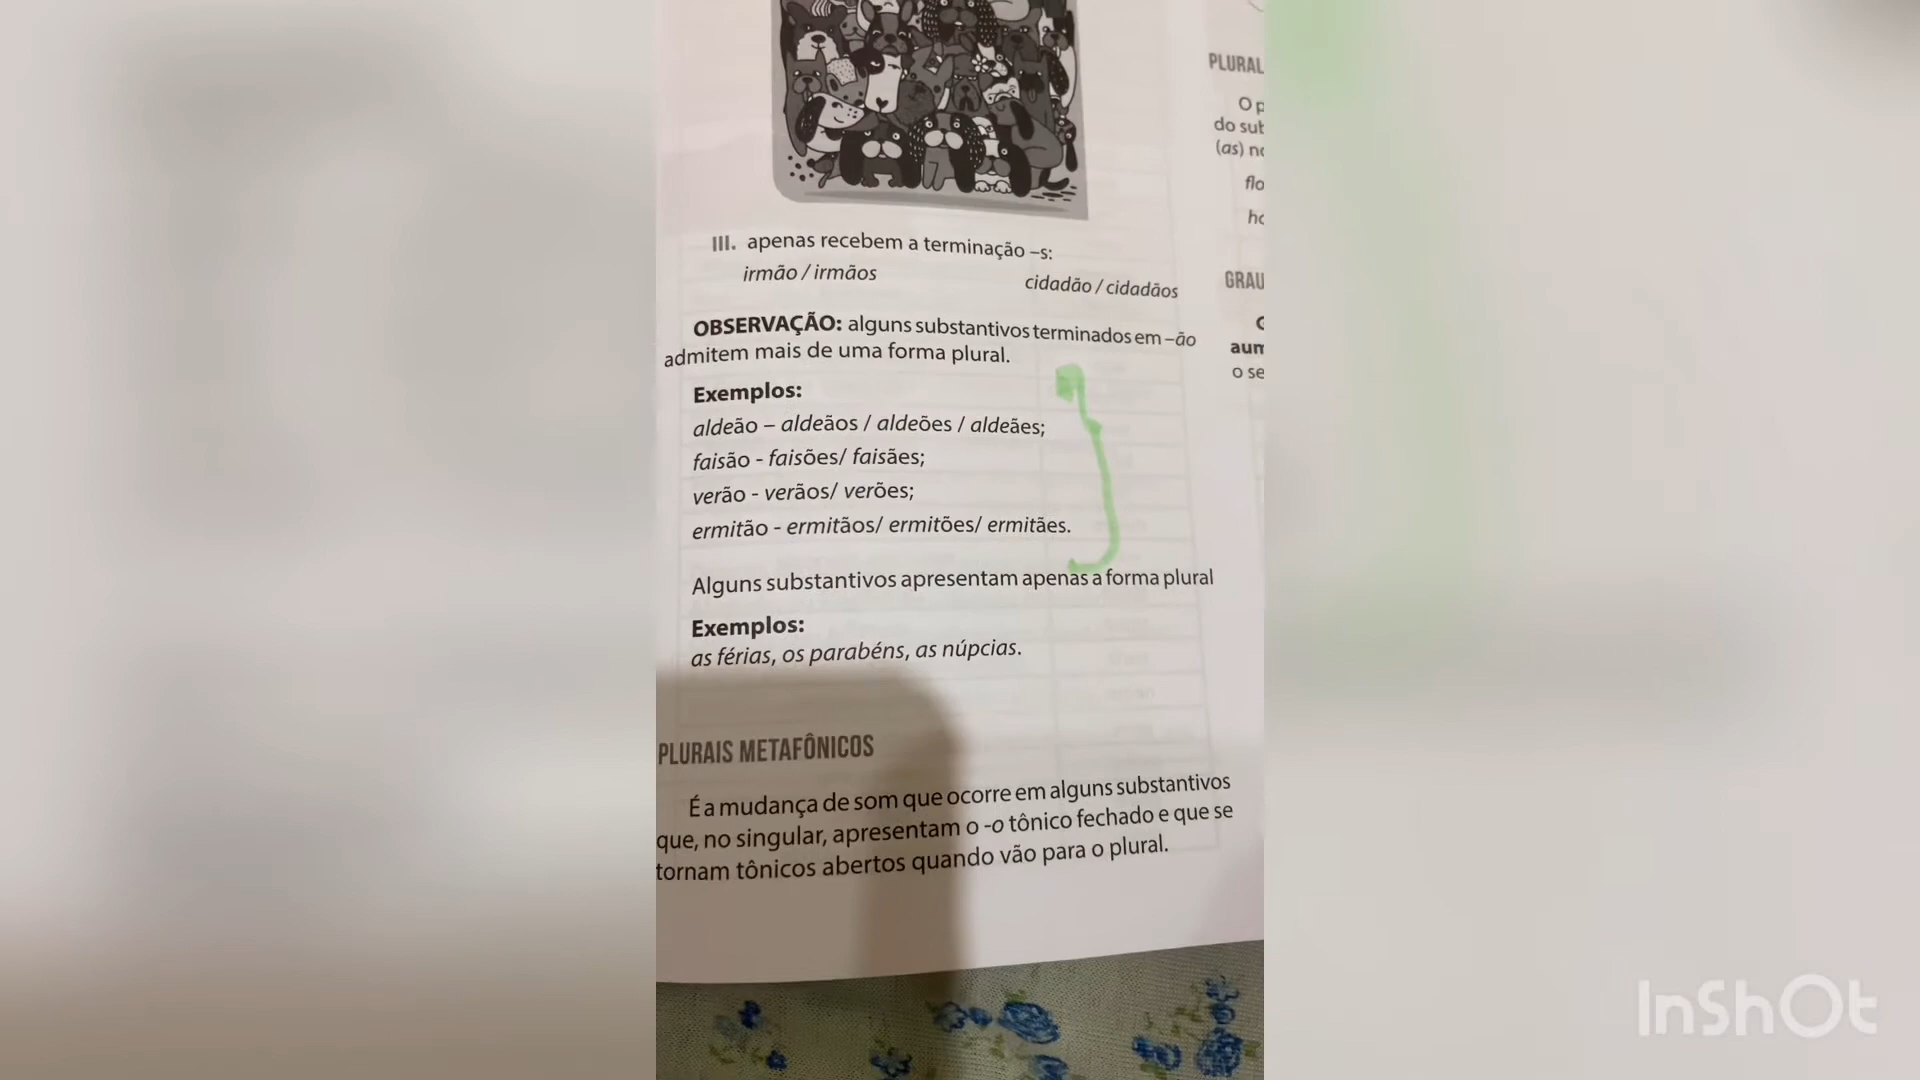 III. apenas recebem a terminação –s:
irmão / irmãos cidadão / cidadãos
OBSERVAÇÃO: alguns substantivos terminados em –ão
admitem mais de uma forma plural.
Exemplos:
aldeão – aldeãos / aldeões / aldeães;
faisão - faisões/ faisães;
verão - verãos/ verões;
ermitão - ermitãos/ ermitões/ ermitães.
Alguns substantivos apresentam apenas a forma plural
Exemplos:
as férias, os parabéns, as núpcias.
PLURAIS METAFÔNICOS
É a mudança de som que ocorre em alguns substantivos
que, no singular, apresentam o -o tônico fechado e que se
tornam tônicos abertos quando vão para o plural.
PLURAL
O
do
(as)
GRAU
o se
InShOt